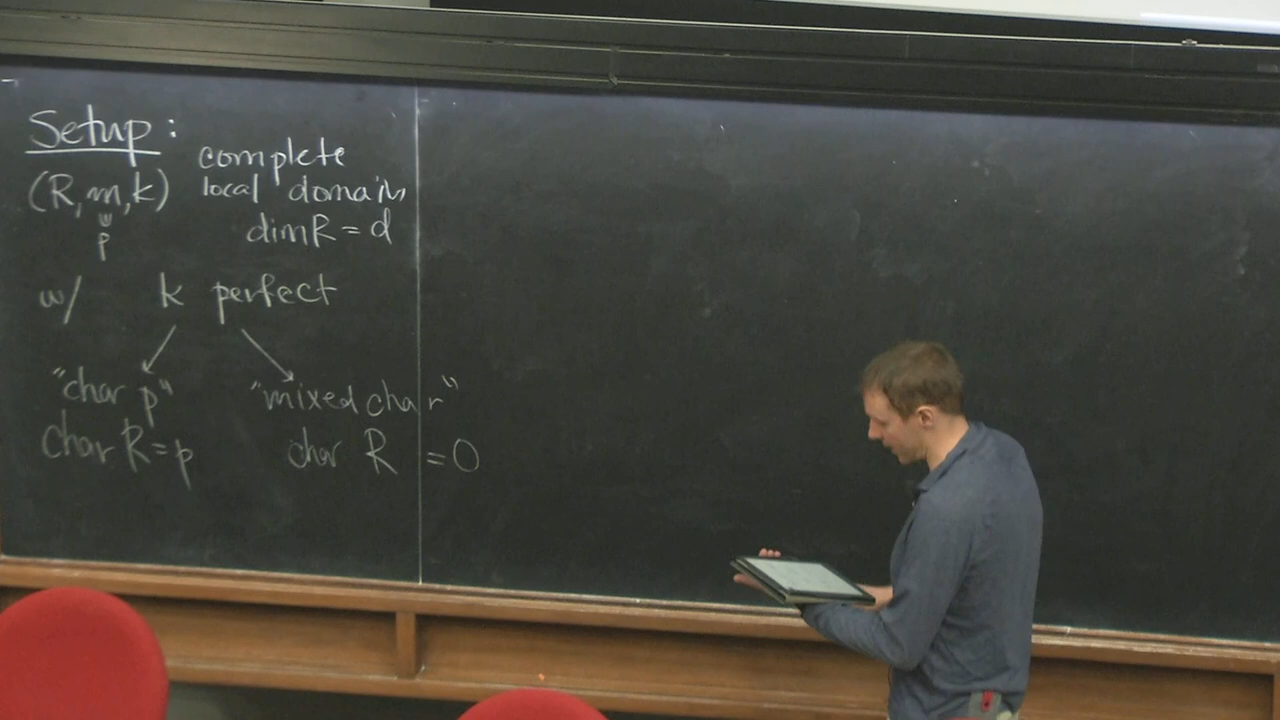 Setup:
(R, m, k) complete
local domain,
dim R = d
ψ
p
w/ k perfect
"char p" "mixed char"
char R = p char R = 0